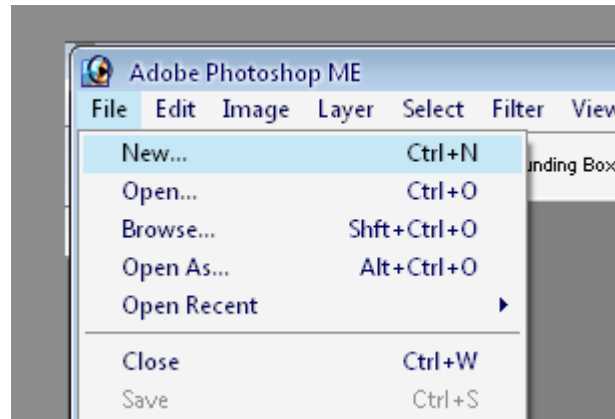 Adobe Photoshop ME
File Edit Image Layer Select Filter View
New... Ctrl+N
unding Box
Open... Ctrl+O
Browse... Shft+Ctrl+O
Open As... Alt+Ctrl+O
Open Recent
Close Ctrl+W
Save Ctrl+S